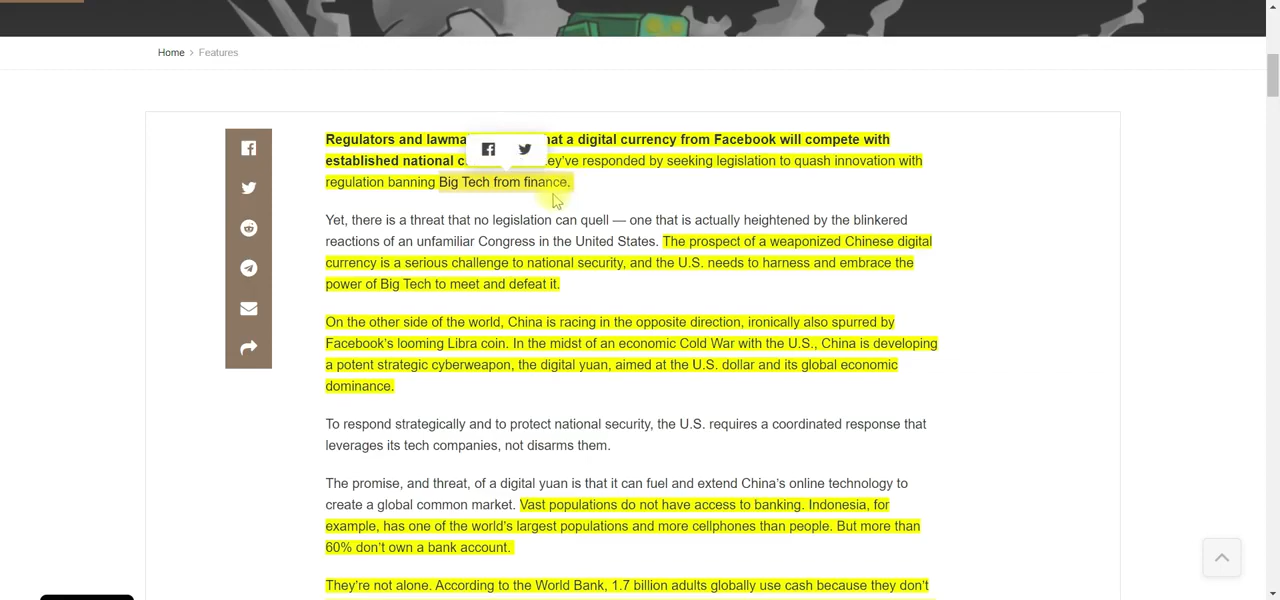 Home > Features
Regulators and lawma at a digital currency from Facebook will compete with
established national c ey've responded by seeking legislation to quash innovation with
regulation banning Big Tech from finance.
Yet, there is a threat that no legislation can quell — one that is actually heightened by the blinkered
reactions of an unfamiliar Congress in the United States. The prospect of a weaponized Chinese digital
currency is a serious challenge to national security, and the U.S. needs to harness and embrace the
power of Big Tech to meet and defeat it.
On the other side of the world, China is racing in the opposite direction, ironically also spurred by
Facebook's looming Libra coin. In the midst of an economic Cold War with the U.S., China is developing
a potent strategic cyberweapon, the digital yuan, aimed at the U.S. dollar and its global economic
dominance.
To respond strategically and to protect national security, the U.S. requires a coordinated response that
leverages its tech companies, not disarms them.
The promise, and threat, of a digital yuan is that it can fuel and extend China's online technology to
create a global common market. Vast populations do not have access to banking. Indonesia, for
example, has one of the world's largest populations and more cellphones than people. But more than
60% don't own a bank account.
They're not alone. According to the World Bank, 1.7 billion adults globally use cash because they don't